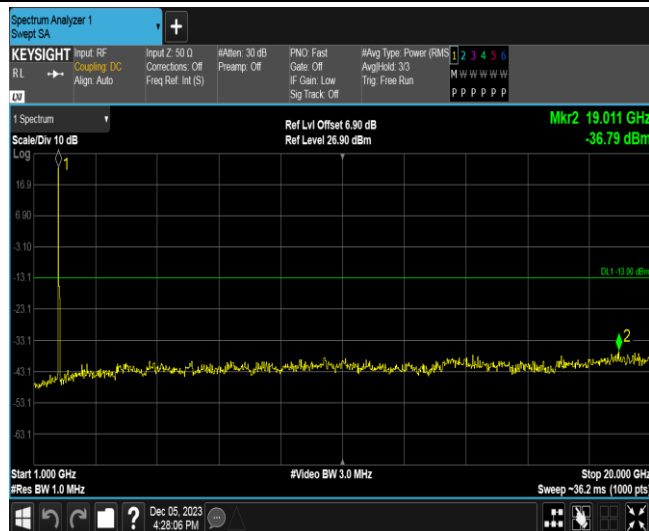 Spectrum Analyzer 1
Swept SA
+
KEYSIGHT
RL
Input: RF
Coupling: DC
Align: Auto
Input Z: 50 Ω
Corrections: Off
Freq Ref: Int (S)
#Atten: 30 dB
Preamp: Off
PNO: Fast
Gate: Off
IF Gain: Low
Sig Track: Off
#Avg Type: Power (RMS
Avg|Hold: 3/3
Trig: Free Run
1 2 3 4 5 6
M W W W W W
P P P P P P
1 Spectrum
Scale/Div 10 dB
Log
Ref Lvl Offset 6.90 dB
Ref Level 26.90 dBm
Mkr2 19.011 GHz
-36.79 dBm
1
16.9
6.90
-3.10
-13.1
DL1 -13.00 dBm
-23.1
-33.1
2
-43.1
-53.1
-63.1
Start 1.000 GHz
#Res BW 1.0 MHz
#Video BW 3.0 MHz
Stop 20.000 GHz
Sweep ~36.2 ms (1000 pts)
?
Dec 05, 2023
4:28:06 PM